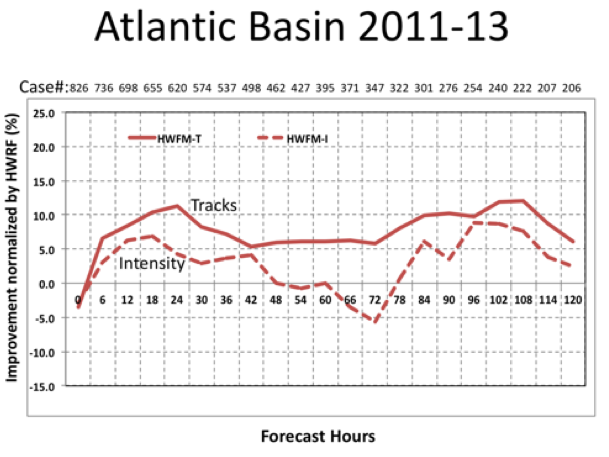 Atlantic Basin 2011-13
Case#: 826 736 698 655 620 574 537 498 462 427 395 371 347 322 301 276 254 240 222 207 206
25.0
HWFM-T HWFM-I
20.0
15.0
Tracks
10.0
5.0
Intensity
0.0
0 6 12 18 24 30 36 42 48 54 60 66 72 78 84 90 96 102 108 114 120
-5.0
-10.0
-15.0
Improvement normalized by HWRF (%)
Forecast Hours